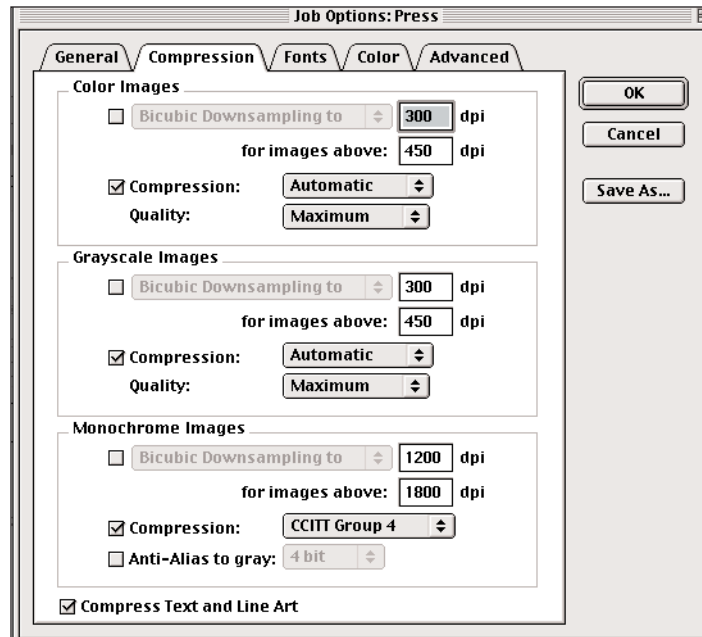 Job Options: Press
General Compression Fonts Color Advanced
Color Images
Bicubic Downsampling to 300 dpi
for images above: 450 dpi
Compression: Automatic
Quality: Maximum
Grayscale Images
Bicubic Downsampling to 300 dpi
for images above: 450 dpi
Compression: Automatic
Quality: Maximum
Monochrome Images
Bicubic Downsampling to 1200 dpi
for images above: 1800 dpi
Compression: CCITT Group 4
Anti-Alias to gray: 4 bit
Compress Text and Line Art
OK
Cancel
Save As...